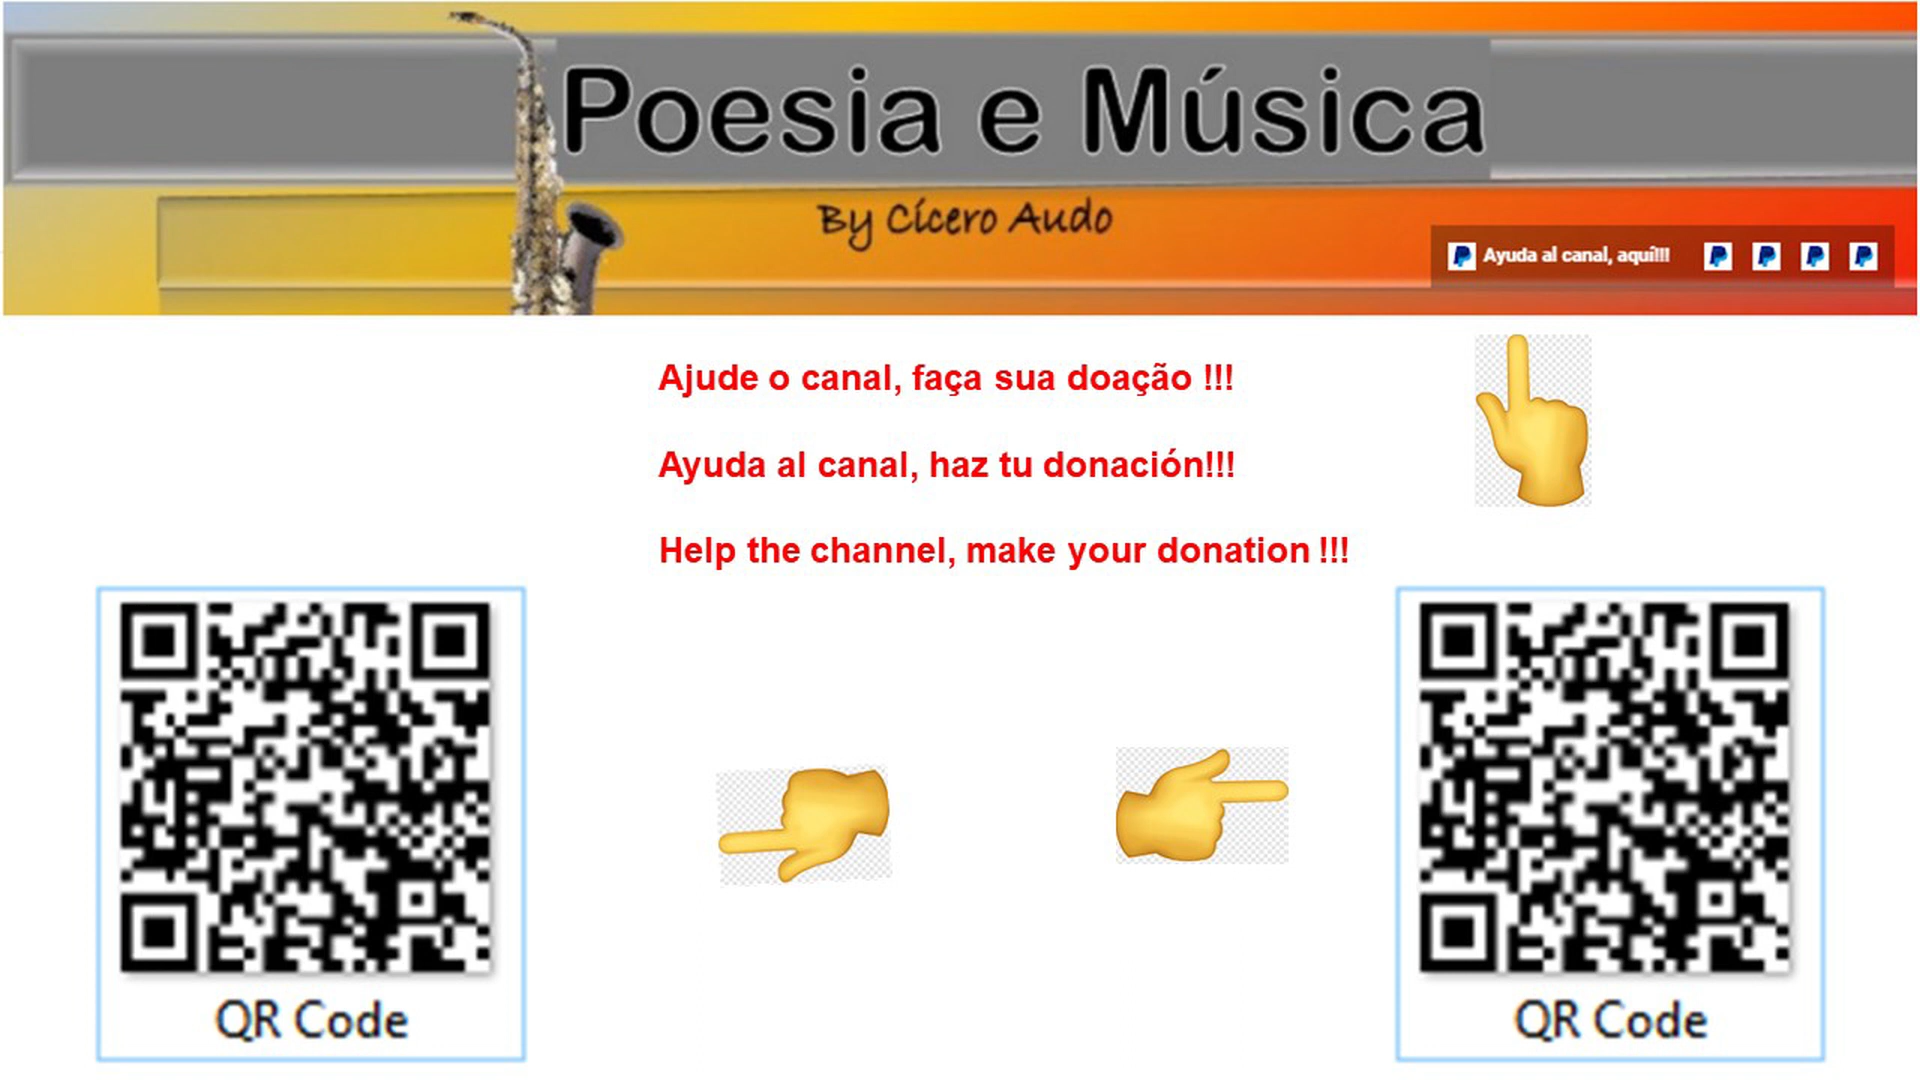 Poesia e Música
By Cícero Audo
Ayuda al canal, aquí!!!
Ajude o canal, faça sua doação !!!
Ayuda al canal, haz tu donación!!!
Help the channel, make your donation !!!
QR Code
QR Code